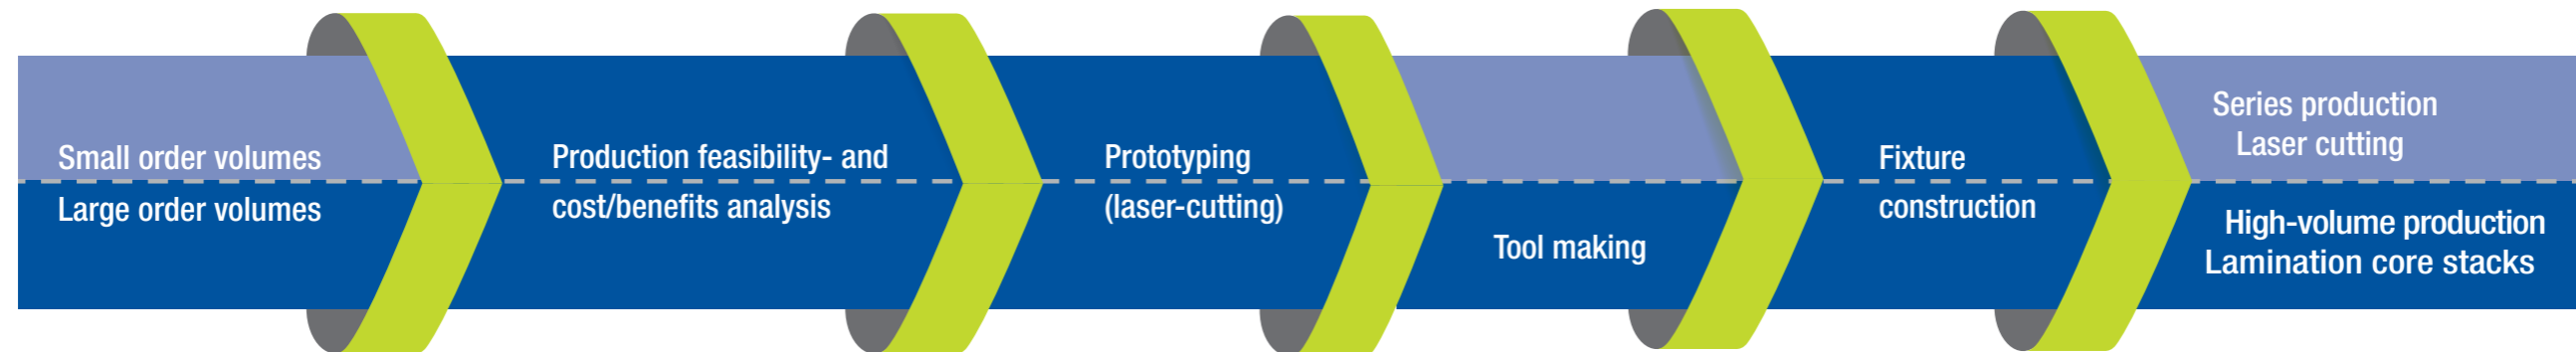 Small order volumes
Large order volumes
Production feasibility- and
cost/benefits analysis
Prototyping
(laser-cutting)
Tool making
Fixture
construction
Series production
Laser cutting
High-volume production
Lamination core stacks